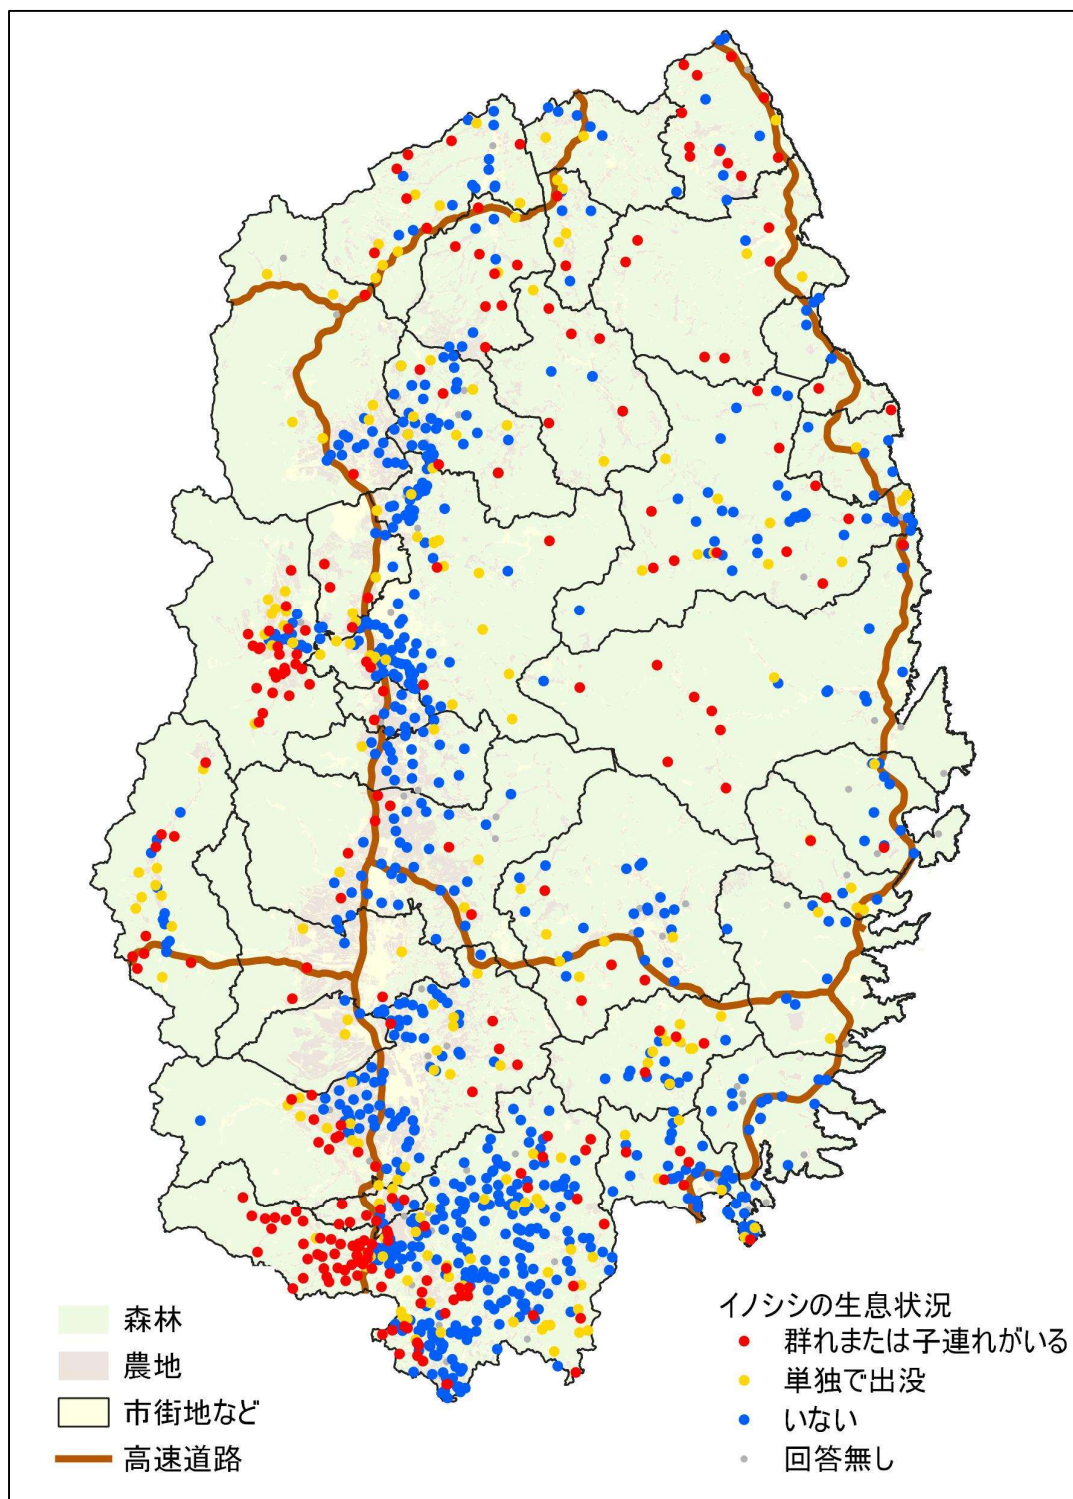 森林
農地
市街地など
高速道路
イノシシの生息状況
群れまたは子連れがいる
単独で出没
いない
回答無し